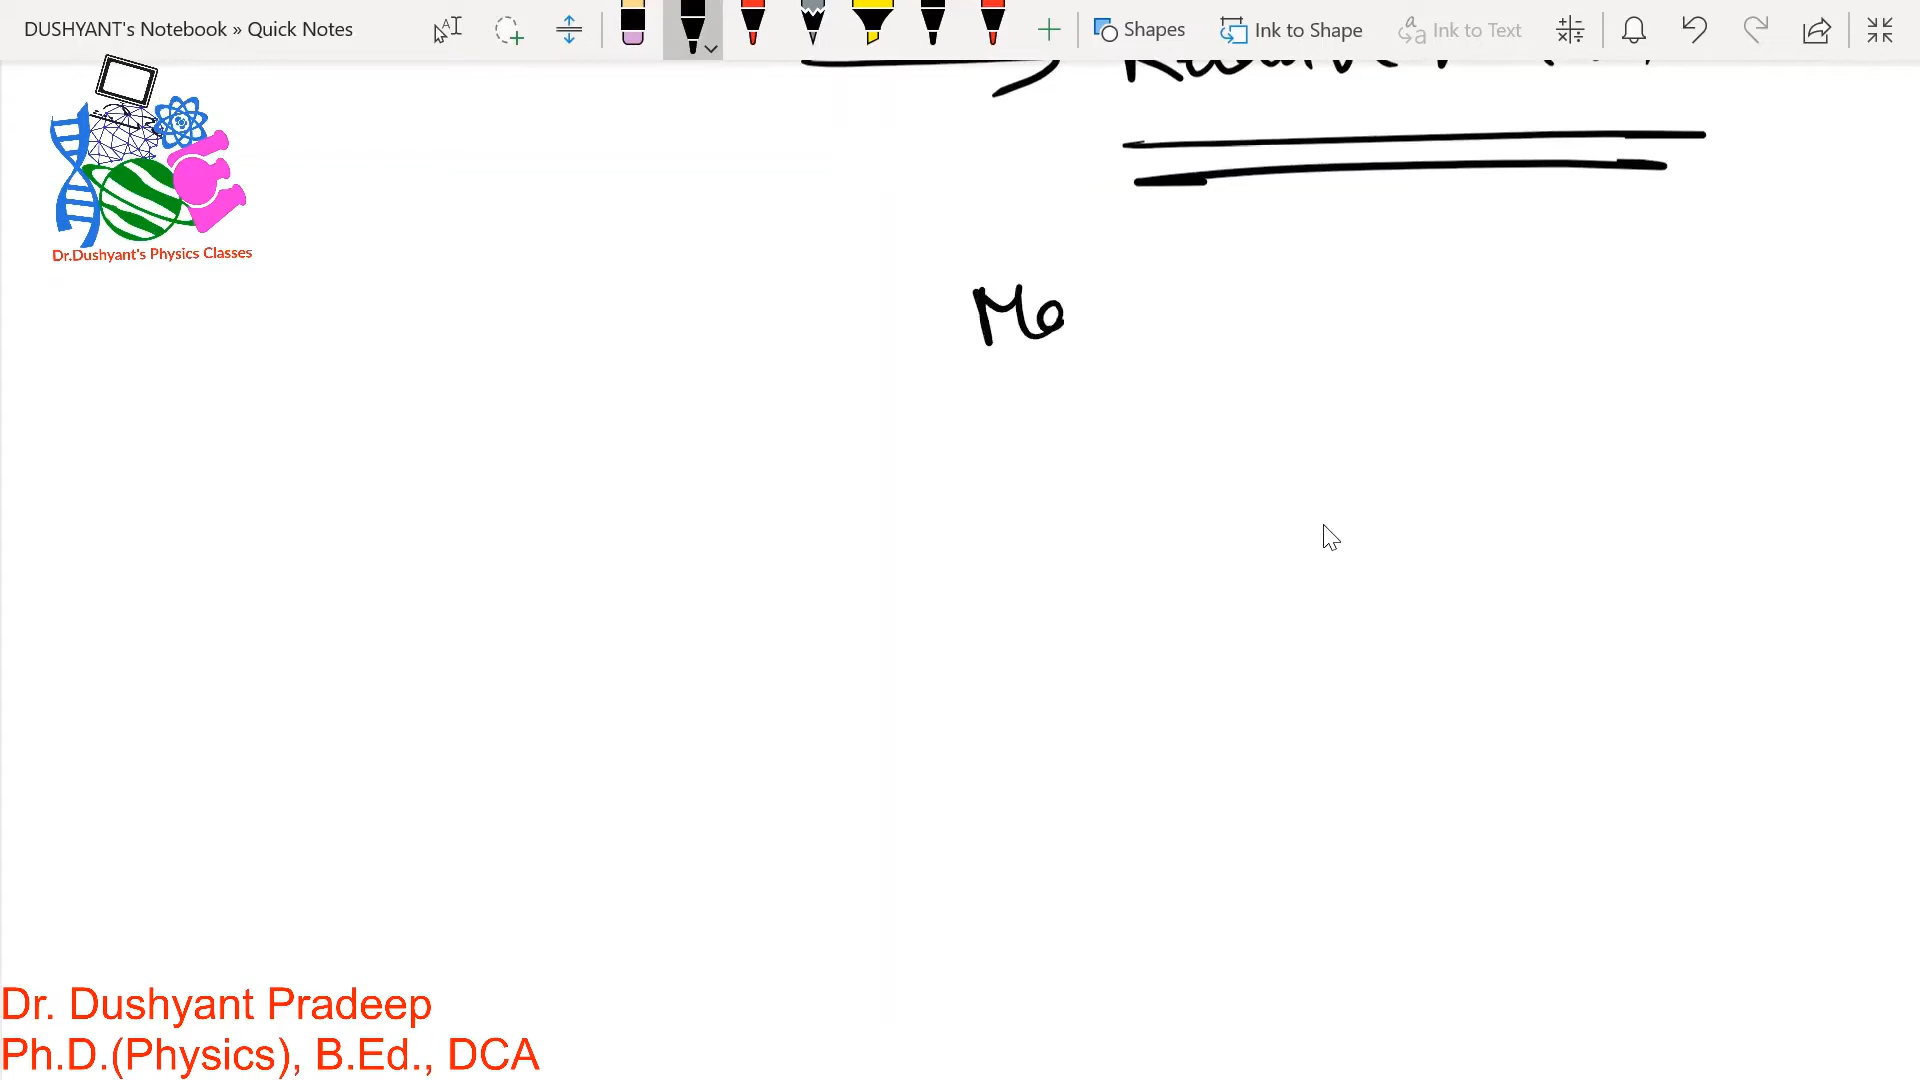 DUSHYANT's Notebook » Quick Notes
Shapes
Ink to Shape
Ink to Text
Dr.Dushyant's Physics Classes
Me
Dr. Dushyant Pradeep
Ph.D.(Physics), B.Ed., DCA